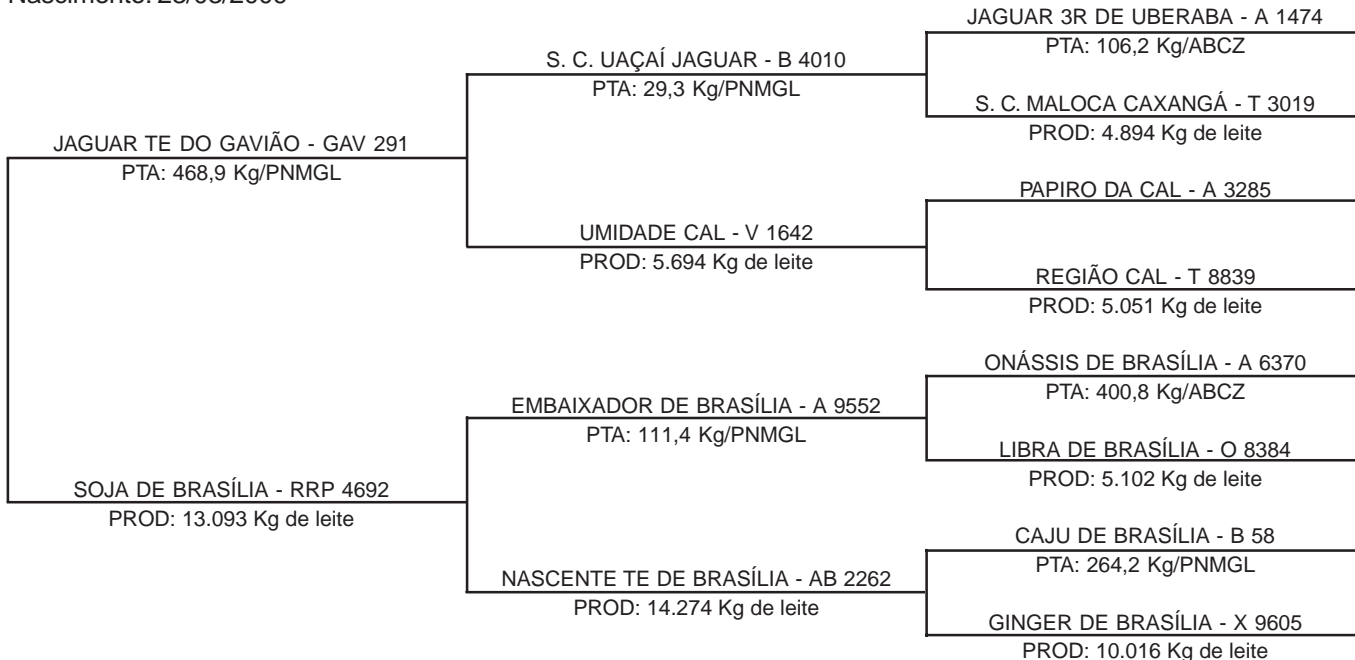 JAGUAR 3R DE UBERABA - A 1474
PTA: 106,2 Kg/ABCZ
S. C. UAÇAÍ JAGUAR - B 4010
PTA: 29,3 Kg/PNMGL
S. C. MALOCA CAXANGÁ - T 3019
PROD: 4.894 Kg de leite
JAGUAR TE DO GAVIÃO - GAV 291
PTA: 468,9 Kg/PNMGL
PAPIRO DA CAL - A 3285
UMIDADE CAL - V 1642
PROD: 5.694 Kg de leite
REGIÃO CAL - T 8839
PROD: 5.051 Kg de leite
ONÁSSIS DE BRASÍLIA - A 6370
PTA: 400,8 Kg/ABCZ
EMBAIXADOR DE BRASÍLIA - A 9552
PTA: 111,4 Kg/PNMGL
LIBRA DE BRASÍLIA - O 8384
PROD: 5.102 Kg de leite
SOJA DE BRASÍLIA - RRP 4692
PROD: 13.093 Kg de leite
CAJU DE BRASÍLIA - B 58
PTA: 264,2 Kg/PNMGL
NASCENTE TE DE BRASÍLIA - AB 2262
PROD: 14.274 Kg de leite
GINGER DE BRASÍLIA - X 9605
PROD: 10.016 Kg de leite